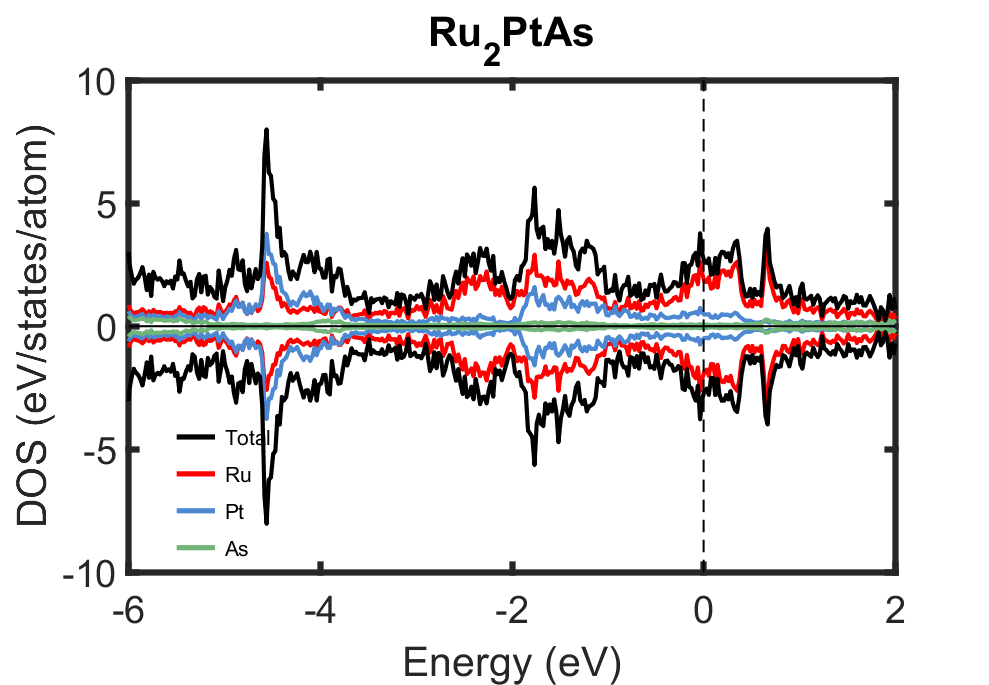 Ru₂PtAs
DOS (eV/states/atom)
10
5
0
-5
-10
Total
Ru
Pt
As
-6 -4 -2 0 2
Energy (eV)